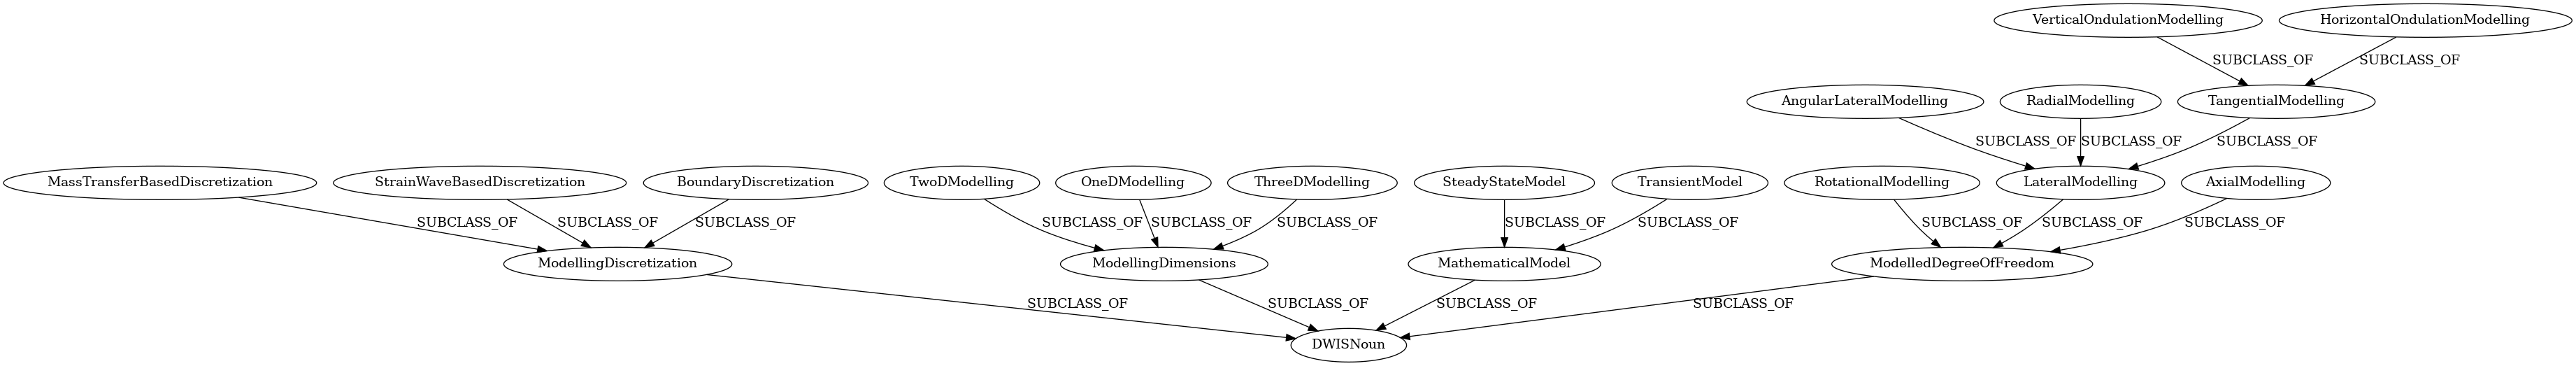 VerticalOndulationModelling
HorizontalOndulationModelling
SUBCLASS_OF
SUBCLASS_OF
AngularLateralModelling
RadialModelling
TangentialModelling
SUBCLASS_OF
SUBCLASS_OF
SUBCLASS_OF
MassTransferBasedDiscretization
StrainWaveBasedDiscretization
BoundaryDiscretization
TwoDModelling
OneDModelling
ThreeDModelling
SteadyStateModel
TransientModel
RotationalModelling
LateralModelling
AxialModelling
SUBCLASS_OF
SUBCLASS_OF
SUBCLASS_OF
SUBCLASS_OF
SUBCLASS_OF
SUBCLASS_OF
SUBCLASS_OF
SUBCLASS_OF
SUBCLASS_OF
SUBCLASS_OF
SUBCLASS_OF
ModellingDiscretization
ModellingDimensions
MathematicalModel
ModelledDegreeOfFreedom
SUBCLASS_OF
SUBCLASS_OF
SUBCLASS_OF
SUBCLASS_OF
DWISNoun